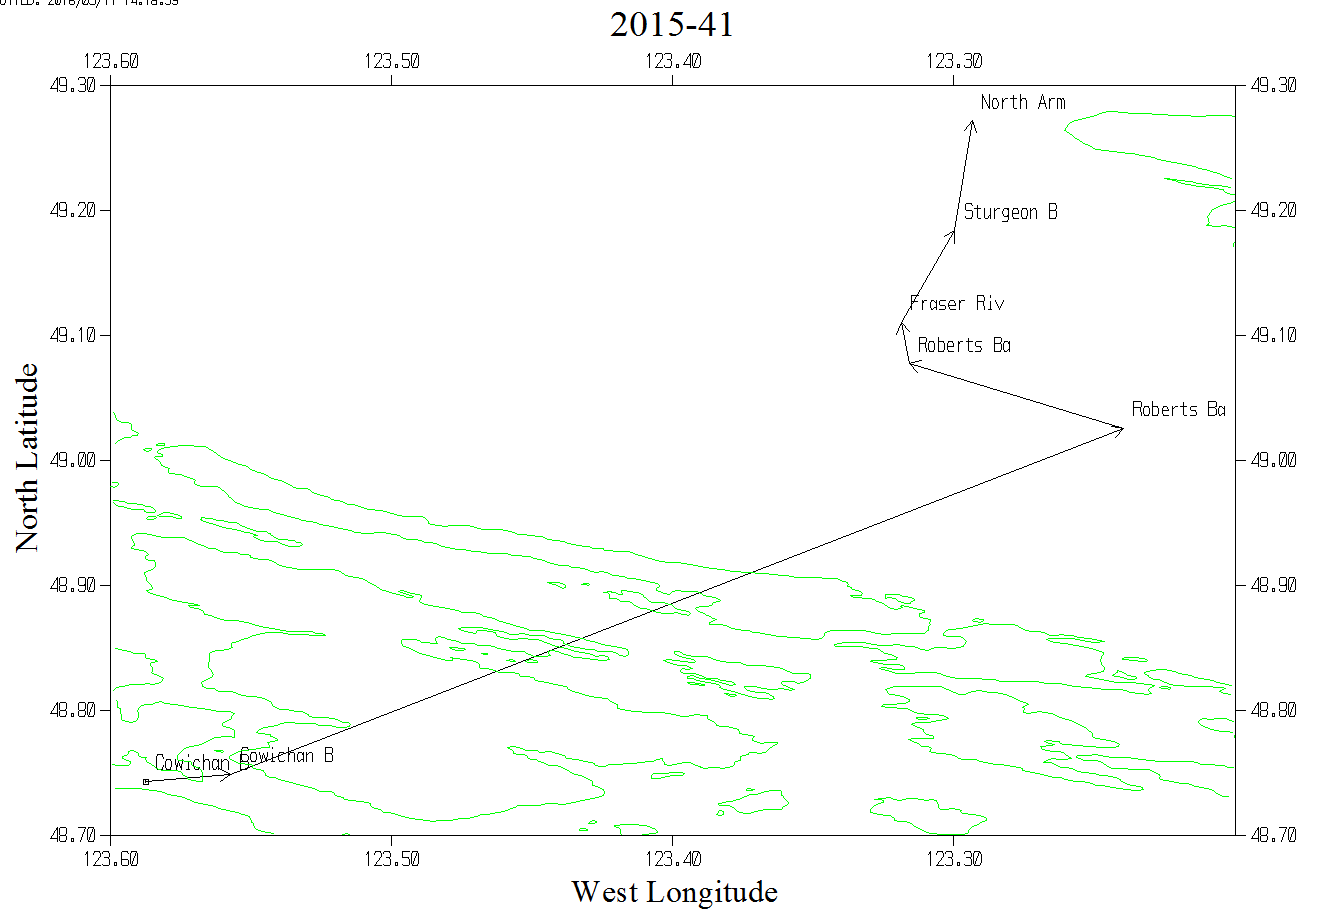 2015-41
123.60 123.50 123.40 123.30
49.30 49.30
North Arm
49.20 49.20
Sturgeon B
Fraser Riv
49.10 49.10
Roberts Ba
Roberts Ba
49.00 49.00
48.90 48.90
48.80 48.80
Cowichan B
Cowichan B
48.70 48.70
123.60 123.50 123.40 123.30
West Longitude
North Latitude